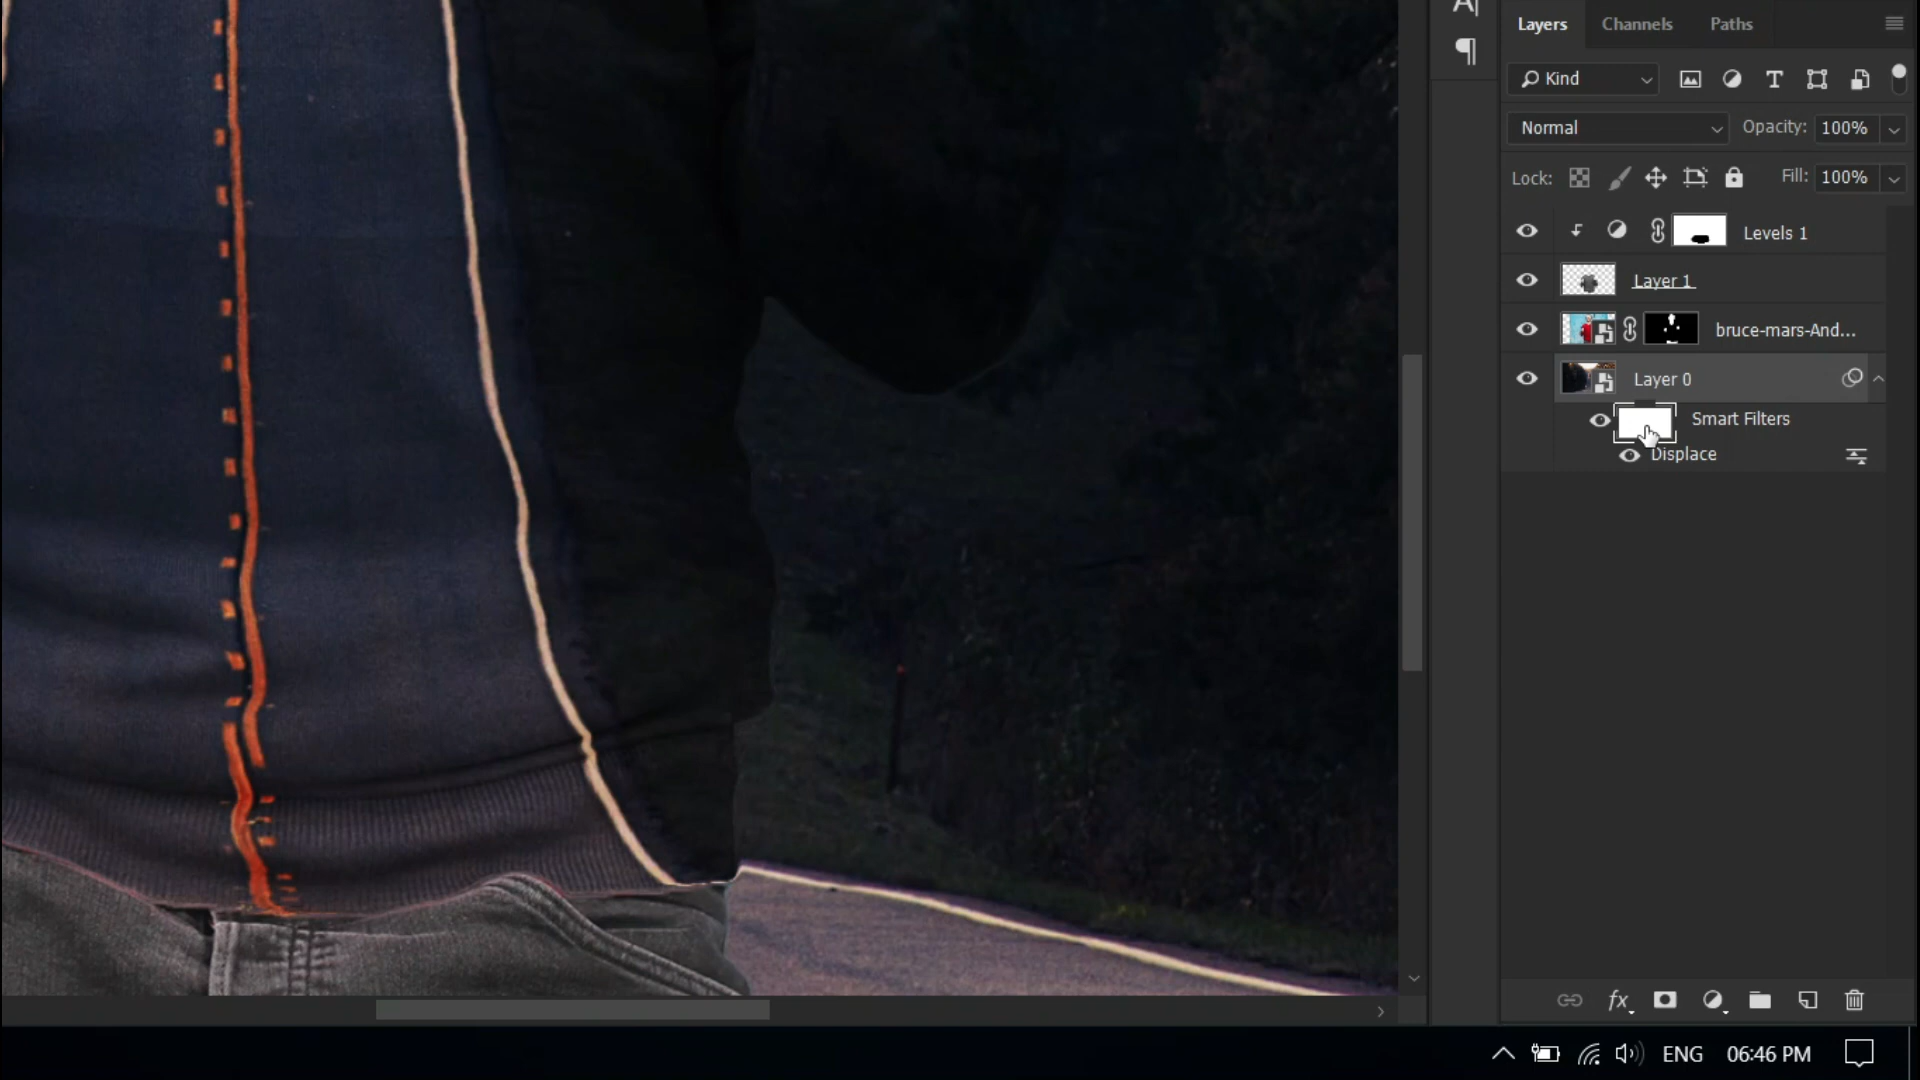 A|
¶
Layers Channels Paths
Kind T
Normal Opacity: 100%
Lock: Fill: 100%
Levels 1
Layer 1
bruce-mars-And...
Layer 0
Smart Filters
Displace
fx
ENG 06:46 PM